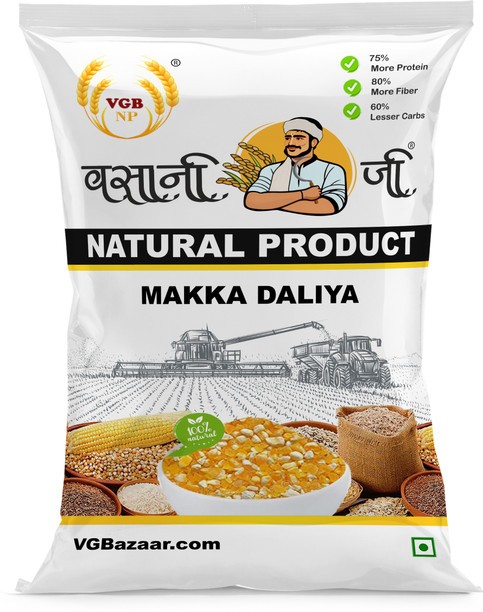 VGB
NP
®
75%
More Protein
80%
More Fiber
60%
Lesser Carbs
वसानी जी
®
NATURAL PRODUCT
MAKKA DALIYA
100%
natural
VGBazaar.com